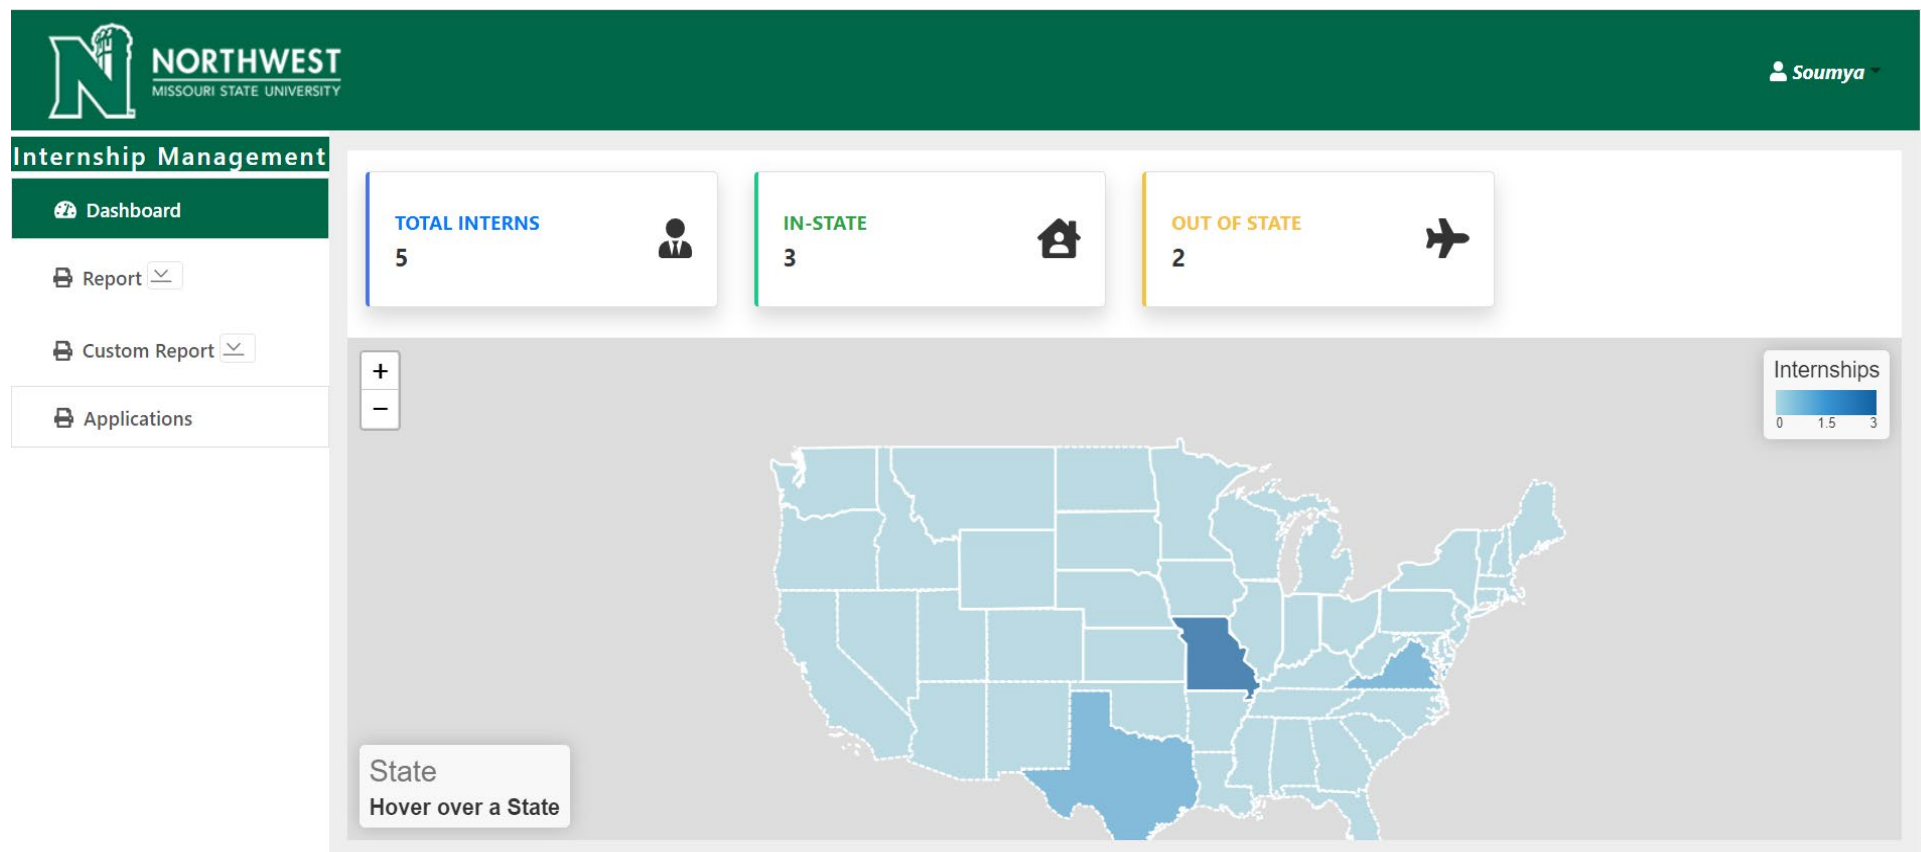 NORTHWEST
MISSOURI STATE UNIVERSITY
Soumya
Internship Management
Dashboard
Report
Custom Report
Applications
TOTAL INTERNS
5
IN-STATE
3
OUT OF STATE
2
+
−
Internships
0 1.5 3
State
Hover over a State